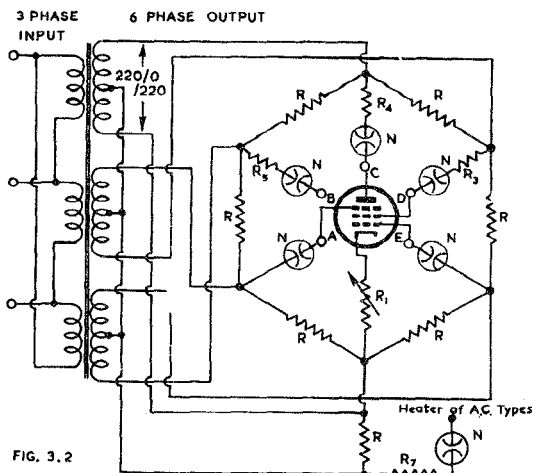 3 PHASE
INPUT
6 PHASE OUTPUT
220/0
/220
R
R4
R
N
C
R5
N
B
N
D
R3
R
N
A
N
E
R
R1
R
R
Heater of A.C. Types
R
R7
N
FIG. 3.2